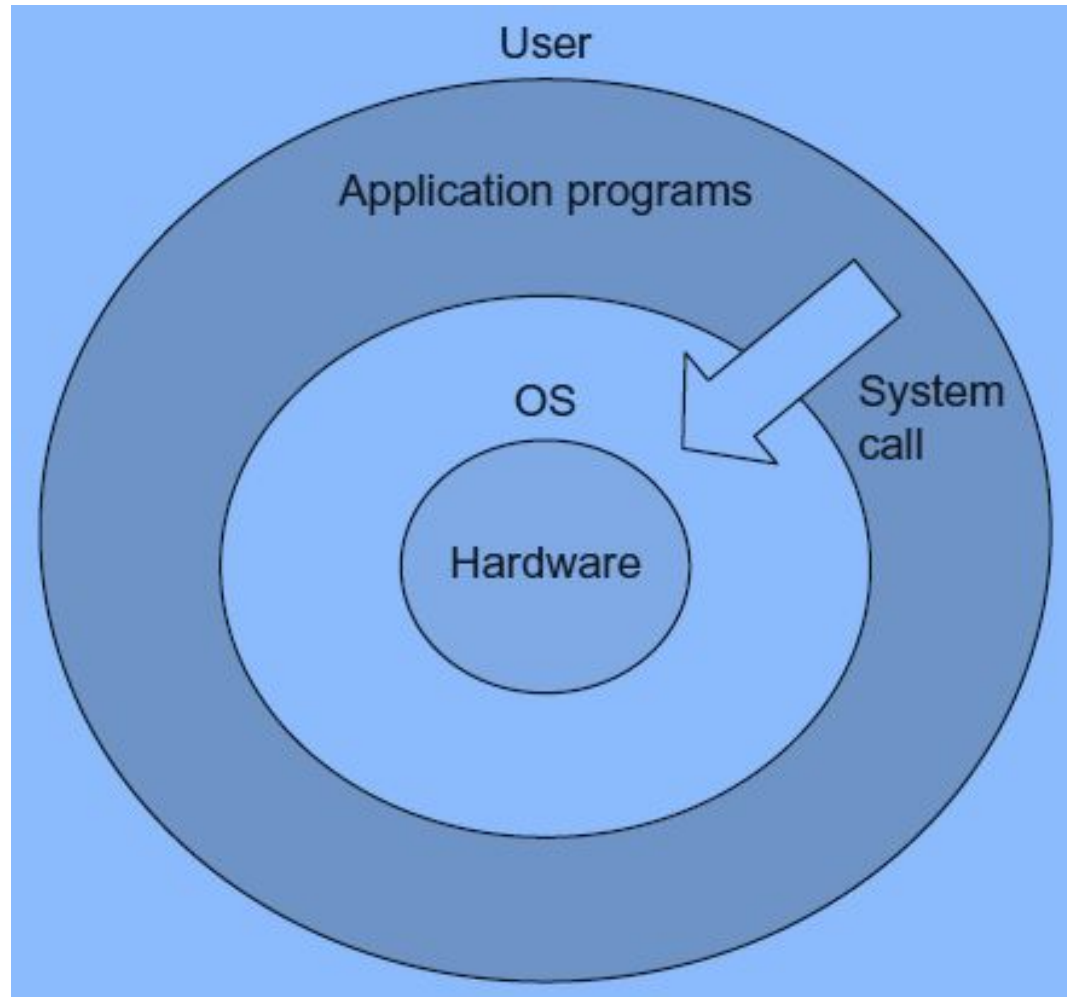 User
Application programs
OS
System
call
Hardware